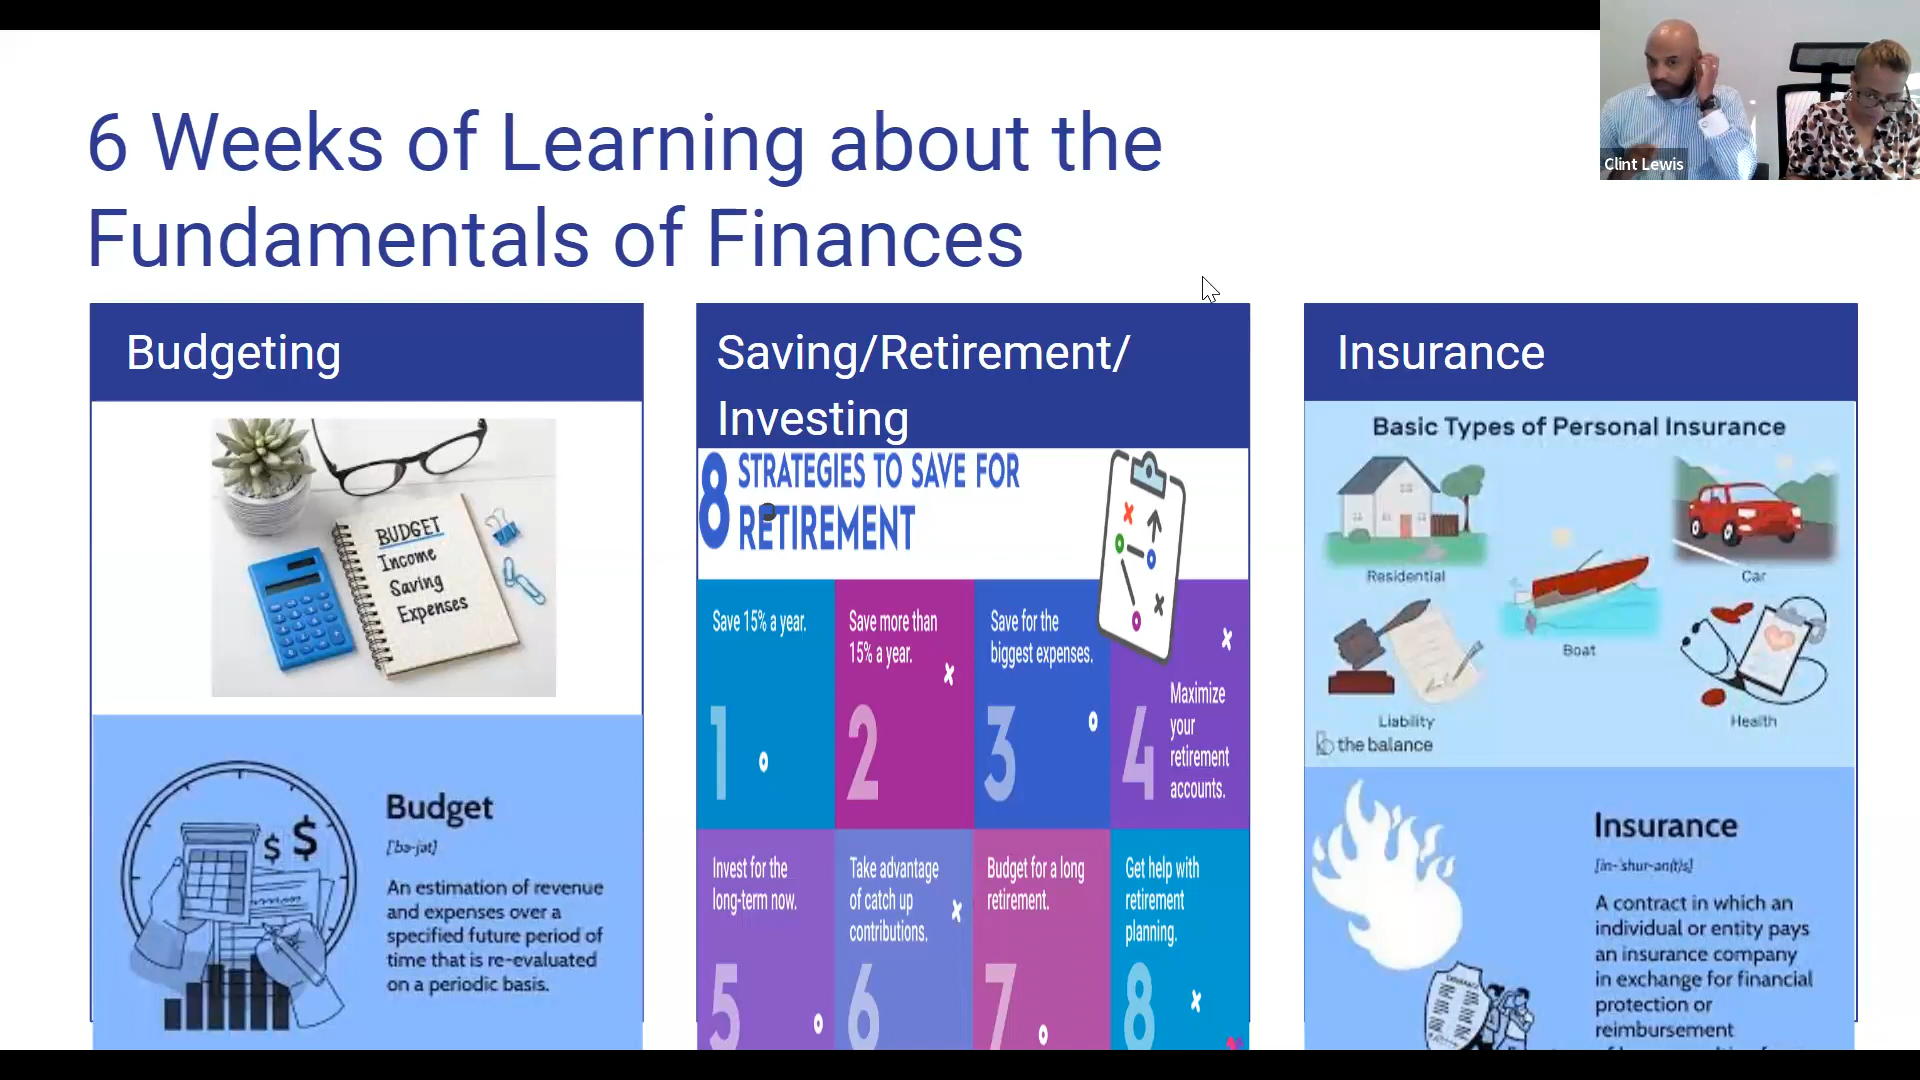 6 Weeks of Learning about the
Fundamentals of Finances
Clint Lewis
Budgeting
BUDGET
Income
Saving
Expenses
Budget
['bə-jət]
An estimation of revenue
and expenses over a
specified future period of
time that is re-evaluated
on a periodic basis.
Saving/Retirement/
Investing
8 STRATEGIES TO SAVE FOR
RETIREMENT
Save 15% a year.
1
Save more than
15% a year.
2
Save for the
biggest expenses.
3
Maximize
your
retirement
accounts.
4
Invest for the
long-term now.
5
Take advantage
of catch up
contributions.
6
Budget for a long
retirement.
7
Get help with
retirement
planning.
8
Insurance
Basic Types of Personal Insurance
Residential
Car
Boat
Liability
Health
the balance
Insurance
[in-'shur-ən(t)s]
A contract in which an
individual or entity pays
an insurance company
in exchange for financial
protection or
reimbursement